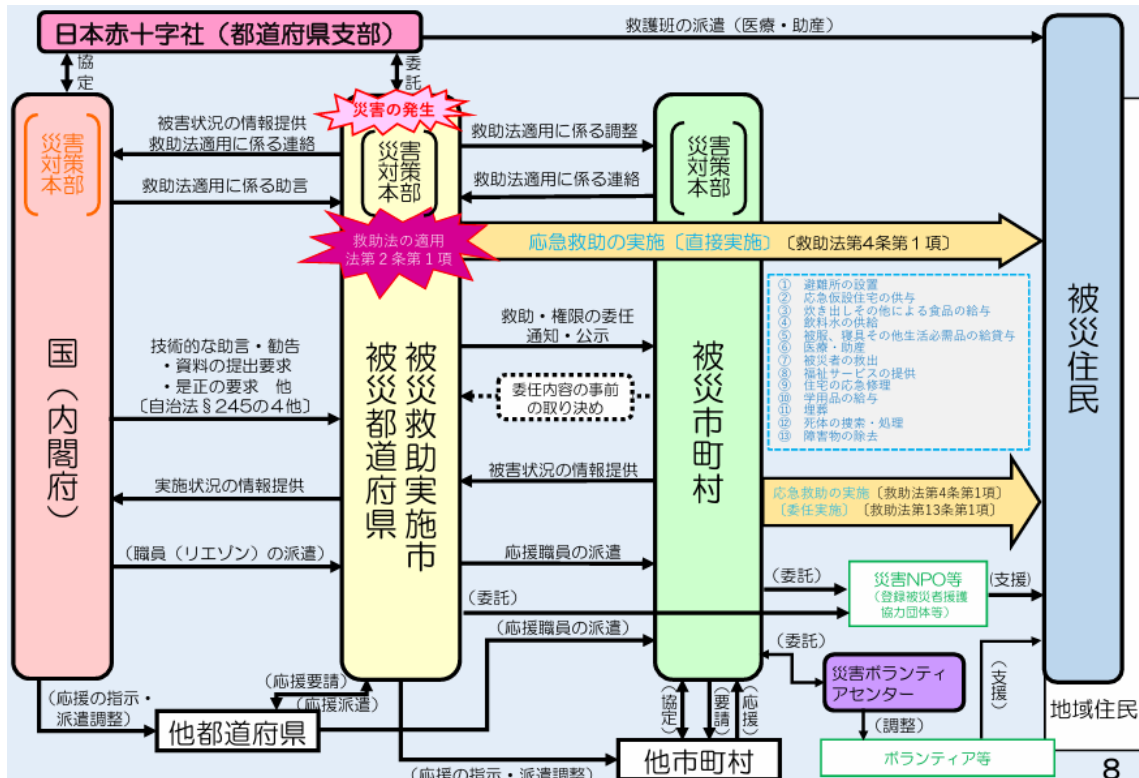 日本赤十字社（都道府県支部）
救護班の派遣（医療・助産）
協定
委託
災害の発生
災害対策本部
災害対策本部
災害対策本部
被害状況の情報提供
救助法適用に係る連絡
救助法適用に係る助言
救助法適用に係る調整
救助法適用に係る連絡
救助法の適用
法第２条第１項
応急救助の実施〔直接実施〕〔救助法第4条第１項〕
① 避難所の設置
② 応急仮設住宅の供与
③ 炊き出しその他による食品の給与
④ 飲料水の供給
⑤ 被服、寝具その他生活必需品の給貸与
⑥ 医療・助産
⑦ 被災者の救出
⑧ 福祉サービスの提供
⑨ 住宅の応急修理
⑩ 学用品の給与
⑪ 埋葬
⑫ 死体の捜索・処理
⑬ 障害物の除去
国（内閣府）
被災救助実施市
被災都道府県
被災市町村
被災住民
技術的な助言・勧告
・資料の提出要求
・是正の要求　他
〔自治法§245の４他〕
救助・権限の委任
通知・公示
委任内容の事前
の取り決め
被害状況の情報提供
実施状況の情報提供
応急救助の実施〔救助法第4条第1項〕
〔委任実施〕〔救助法第13条第1項〕
（職員（リエゾン）の派遣）
応援職員の派遣
（委託）
災害NPO等
（登録被災者援護
協力団体等）
（支援）
（委託）
（応援職員の派遣）
（委託）
災害ボランティ
アセンター
（支援）
地域住民
（応援の指示・
派遣調整）
（応援要請）
（応援派遣）
他都道府県
（協定）
（要請）
（応援）
（調整）
ボランティア等
他市町村
（応援の指示・派遣調整）
8